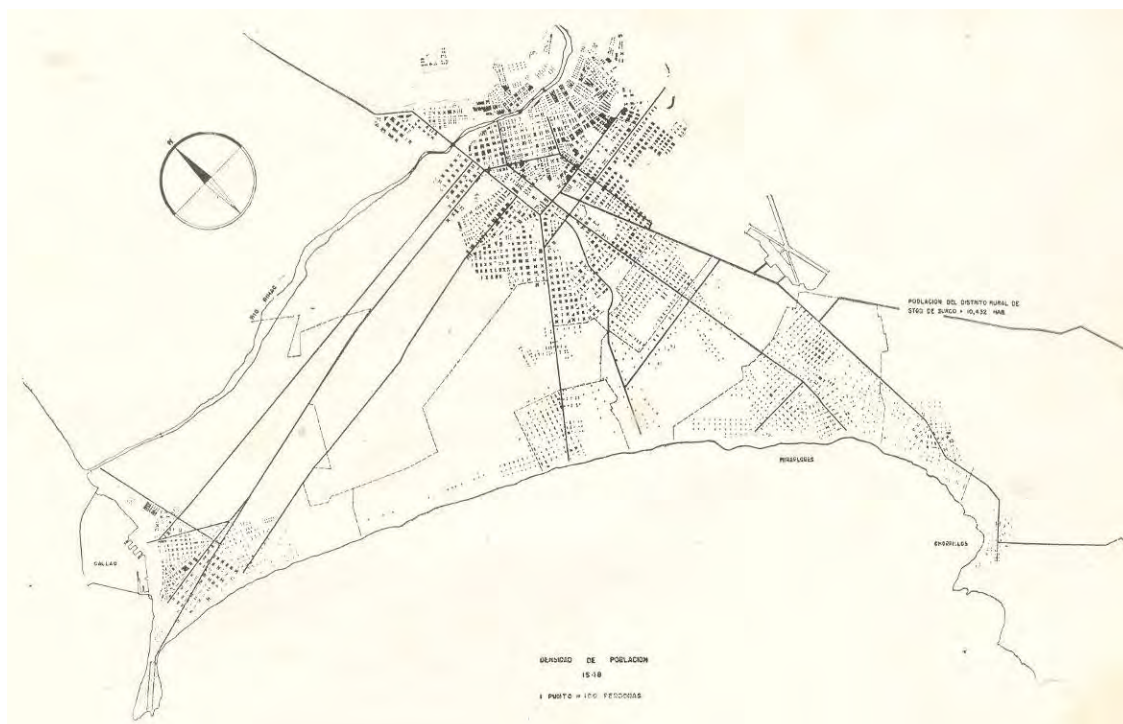 N
RIO RIMAC
POBLACION DEL DISTRITO RURAL DE
STGO DE SURCO = 10,432 HAB.
MIRAFLORES
CHORRILLOS
CALLAO
DENSIDAD DE POBLACION
1 PUNTO = 100 PERSONAS